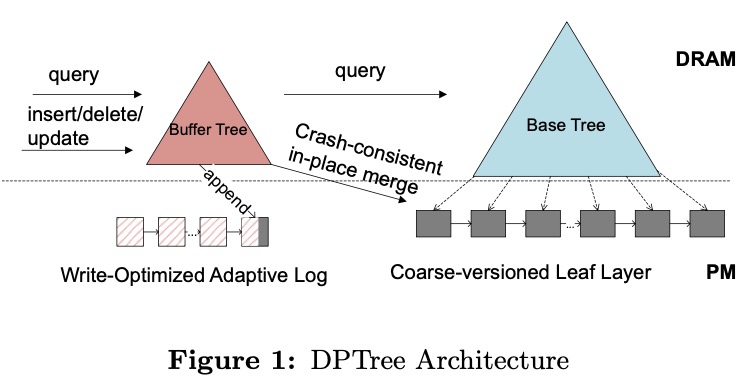 DRAM
query
query
insert/delete/
update
Buffer Tree
Base Tree
Crash-consistent
in-place merge
append
...
...
Write-Optimized Adaptive Log
Coarse-versioned Leaf Layer
PM
Figure 1: DPTree Architecture